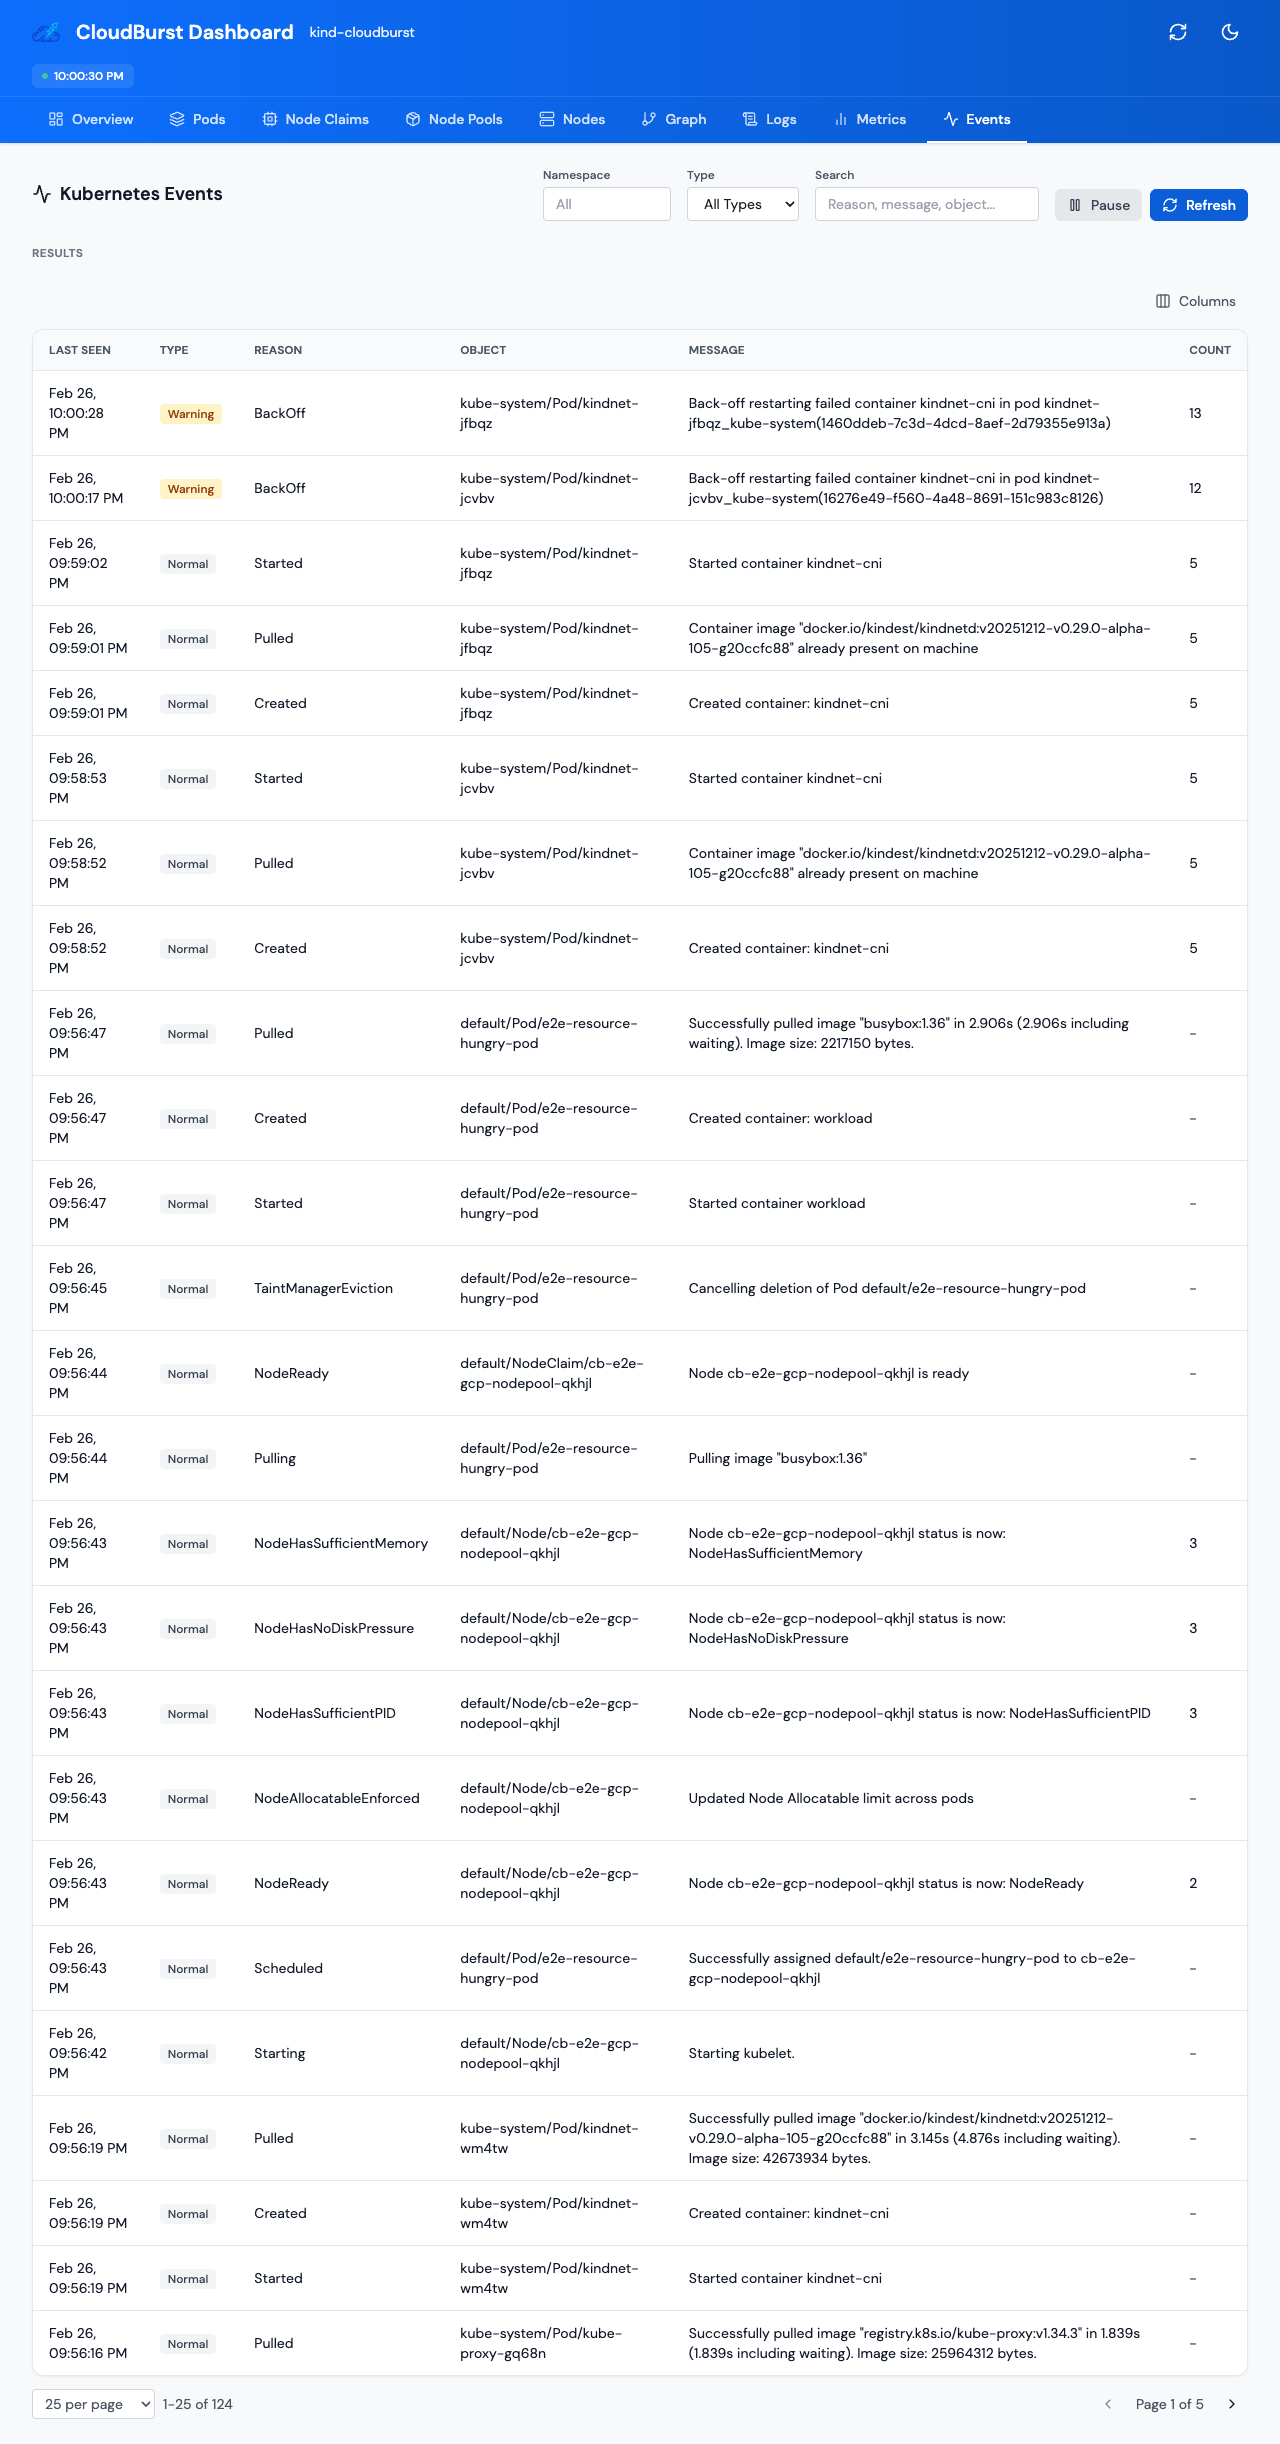 CloudBurst Dashboard kind-cloudburst
10:00:30 PM
Overview Pods Node Claims Node Pools Nodes Graph Logs Metrics Events
Kubernetes Events
Namespace Type Search
All All Types Reason, message, object... Pause Refresh
RESULTS
Columns
LAST SEEN TYPE REASON OBJECT MESSAGE COUNT
Feb 26, 10:00:28 PM Warning BackOff kube-system/Pod/kindnet-jfbqz Back-off restarting failed container kindnet-cni in pod kindnet-jfbqz_kube-system(1460ddeb-7c3d-4dcd-8aef-2d79355e913a) 13
Feb 26, 10:00:17 PM Warning BackOff kube-system/Pod/kindnet-jcvbv Back-off restarting failed container kindnet-cni in pod kindnet-jcvbv_kube-system(16276e49-f560-4a48-8691-151c983c8126) 12
Feb 26, 09:59:02 PM Normal Started kube-system/Pod/kindnet-jfbqz Started container kindnet-cni 5
Feb 26, 09:59:01 PM Normal Pulled kube-system/Pod/kindnet-jfbqz Container image "docker.io/kindest/kindnetd:v20251212-v0.29.0-alpha-105-g20ccfc88" already present on machine 5
Feb 26, 09:59:01 PM Normal Created kube-system/Pod/kindnet-jfbqz Created container: kindnet-cni 5
Feb 26, 09:58:53 PM Normal Started kube-system/Pod/kindnet-jcvbv Started container kindnet-cni 5
Feb 26, 09:58:52 PM Normal Pulled kube-system/Pod/kindnet-jcvbv Container image "docker.io/kindest/kindnetd:v20251212-v0.29.0-alpha-105-g20ccfc88" already present on machine 5
Feb 26, 09:58:52 PM Normal Created kube-system/Pod/kindnet-jcvbv Created container: kindnet-cni 5
Feb 26, 09:56:47 PM Normal Pulled default/Pod/e2e-resource-hungry-pod Successfully pulled image "busybox:1.36" in 2.906s (2.906s including waiting). Image size: 2217150 bytes. -
Feb 26, 09:56:47 PM Normal Created default/Pod/e2e-resource-hungry-pod Created container: workload -
Feb 26, 09:56:47 PM Normal Started default/Pod/e2e-resource-hungry-pod Started container workload -
Feb 26, 09:56:45 PM Normal TaintManagerEviction default/Pod/e2e-resource-hungry-pod Cancelling deletion of Pod default/e2e-resource-hungry-pod -
Feb 26, 09:56:44 PM Normal NodeReady default/NodeClaim/cb-e2e-gcp-nodepool-qkhjl Node cb-e2e-gcp-nodepool-qkhjl is ready -
Feb 26, 09:56:44 PM Normal Pulling default/Pod/e2e-resource-hungry-pod Pulling image "busybox:1.36" -
Feb 26, 09:56:43 PM Normal NodeHasSufficientMemory default/Node/cb-e2e-gcp-nodepool-qkhjl Node cb-e2e-gcp-nodepool-qkhjl status is now: NodeHasSufficientMemory 3
Feb 26, 09:56:43 PM Normal NodeHasNoDiskPressure default/Node/cb-e2e-gcp-nodepool-qkhjl Node cb-e2e-gcp-nodepool-qkhjl status is now: NodeHasNoDiskPressure 3
Feb 26, 09:56:43 PM Normal NodeHasSufficientPID default/Node/cb-e2e-gcp-nodepool-qkhjl Node cb-e2e-gcp-nodepool-qkhjl status is now: NodeHasSufficientPID 3
Feb 26, 09:56:43 PM Normal NodeAllocatableEnforced default/Node/cb-e2e-gcp-nodepool-qkhjl Updated Node Allocatable limit across pods -
Feb 26, 09:56:43 PM Normal NodeReady default/Node/cb-e2e-gcp-nodepool-qkhjl Node cb-e2e-gcp-nodepool-qkhjl status is now: NodeReady 2
Feb 26, 09:56:43 PM Normal Scheduled default/Pod/e2e-resource-hungry-pod Successfully assigned default/e2e-resource-hungry-pod to cb-e2e-gcp-nodepool-qkhjl -
Feb 26, 09:56:42 PM Normal Starting default/Node/cb-e2e-gcp-nodepool-qkhjl Starting kubelet. -
Feb 26, 09:56:19 PM Normal Pulled kube-system/Pod/kindnet-wm4tw Successfully pulled image "docker.io/kindest/kindnetd:v20251212-v0.29.0-alpha-105-g20ccfc88" in 3.145s (4.876s including waiting). Image size: 42673934 bytes. -
Feb 26, 09:56:19 PM Normal Created kube-system/Pod/kindnet-wm4tw Created container: kindnet-cni -
Feb 26, 09:56:19 PM Normal Started kube-system/Pod/kindnet-wm4tw Started container kindnet-cni -
Feb 26, 09:56:16 PM Normal Pulled kube-system/Pod/kube-proxy-gq68n Successfully pulled image "registry.k8s.io/kube-proxy:v1.34.3" in 1.839s (1.839s including waiting). Image size: 25964312 bytes. -
25 per page 1-25 of 124 Page 1 of 5